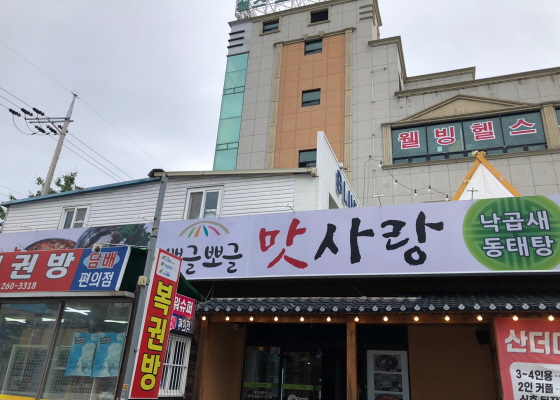 웰빙헬스
뽀글뽀글 맛사랑
낙곱새
동태탕
권방
담배
편의점
260-3318
복권방
산더미
3~4인용
2인 커플